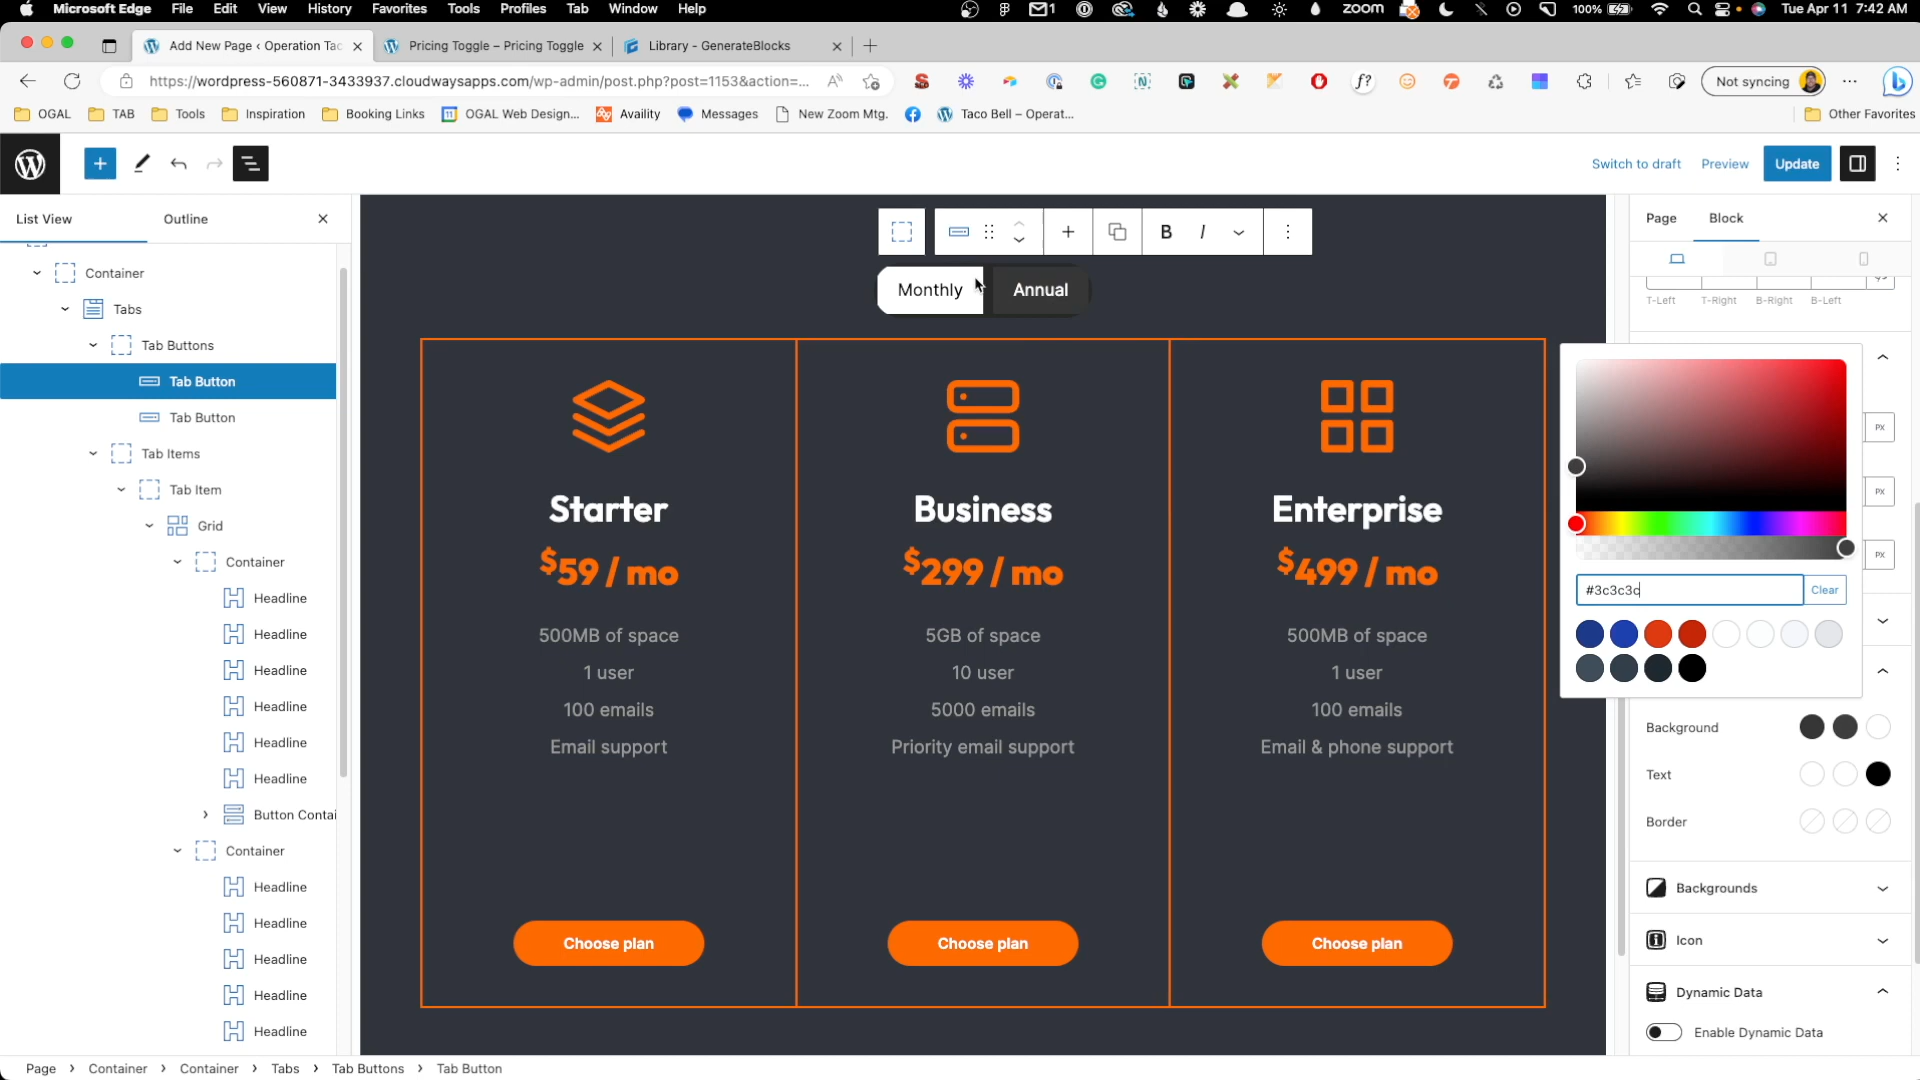 Microsoft Edge File Edit View History Favorites Tools Profiles Tab Window Help
1 zoom 100% Tue Apr 11 7:42 AM
Add New Page ‹ Operation Tac
Pricing Toggle – Pricing Toggle
Library - GenerateBlocks
https://wordpress-560871-3433937.cloudwaysapps.com/wp-admin/post.php?post=1153&action=...
Not syncing
OGAL TAB Tools Inspiration Booking Links OGAL Web Design... Availity Messages New Zoom Mtg. Taco Bell – Operat... Other Favorites
Switch to draft Preview Update
List View Outline
Page Block
B I
T-Left T-Right B-Right B-Left
Container
Tabs
Tab Buttons
Tab Button
Tab Button
Tab Items
Tab Item
Grid
Container
Headline
Headline
Headline
Headline
Headline
Headline
Button Contai
Container
Headline
Headline
Headline
Headline
Headline
Monthly Annual
Starter
$59 / mo
500MB of space
1 user
100 emails
Email support
Choose plan
Business
$299 / mo
5GB of space
10 user
5000 emails
Priority email support
Choose plan
Enterprise
$499 / mo
500MB of space
1 user
100 emails
Email & phone support
Choose plan
PX
PX
PX
#3c3c3c
Clear
Background
Text
Border
Backgrounds
Icon
Dynamic Data
Enable Dynamic Data
Page › Container › Container › Tabs › Tab Buttons › Tab Button